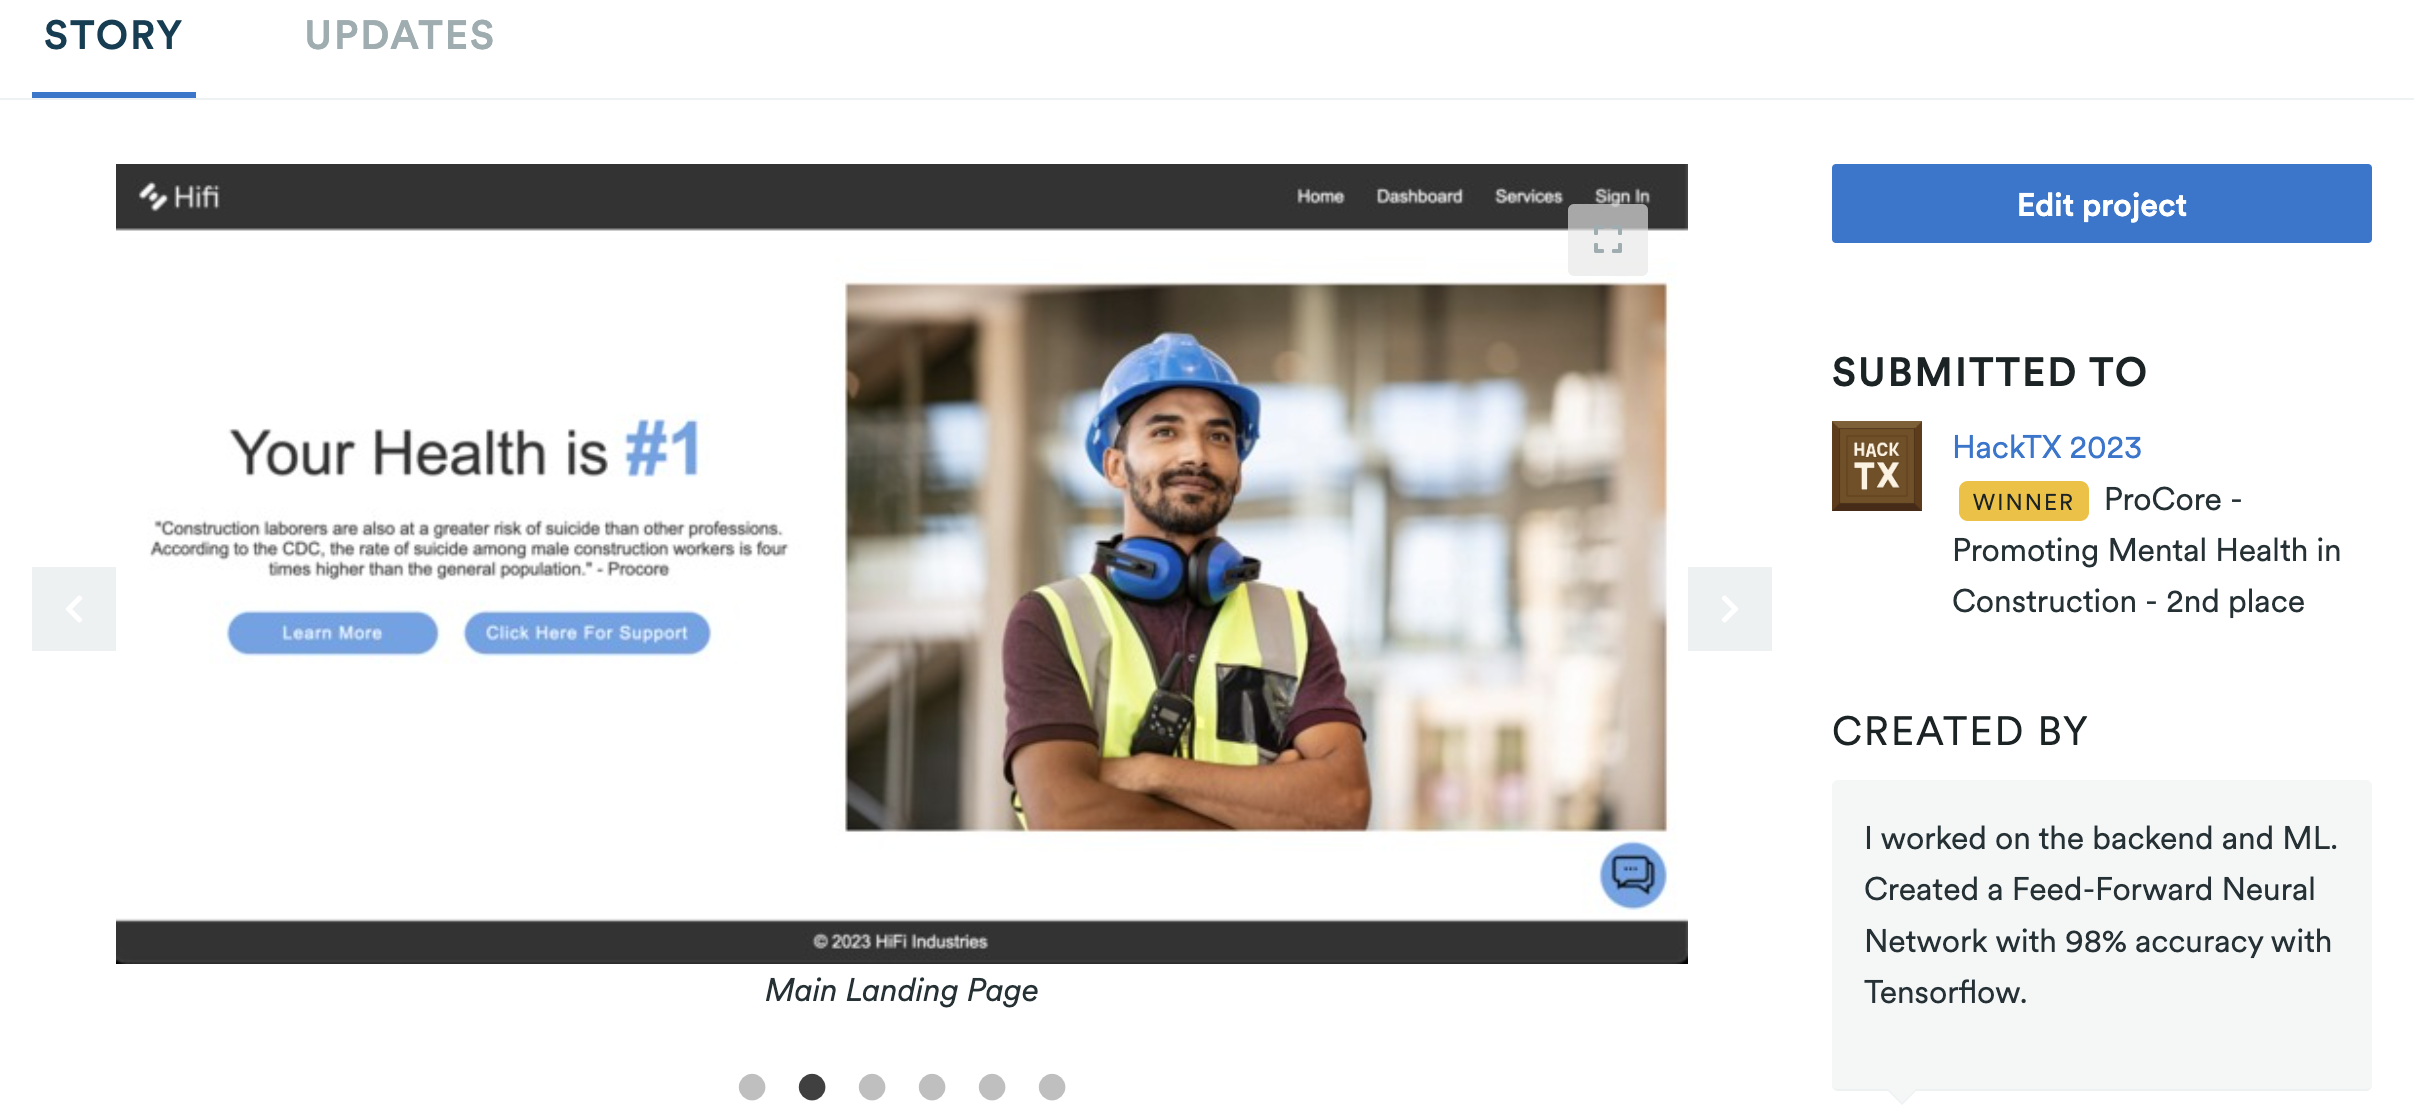 STORY
UPDATES
Hifi
Home Dashboard Services Sign In
Your Health is #1
"Construction laborers are also at a greater risk of suicide than other professions.
According to the CDC, the rate of suicide among male construction workers is four
times higher than the general population." - Procore
Learn More
Click Here For Support
© 2023 HiFi Industries
Main Landing Page
Edit project
SUBMITTED TO
HACK
TX
HackTX 2023
WINNER ProCore -
Promoting Mental Health in
Construction - 2nd place
CREATED BY
I worked on the backend and ML.
Created a Feed-Forward Neural
Network with 98% accuracy with
Tensorflow.